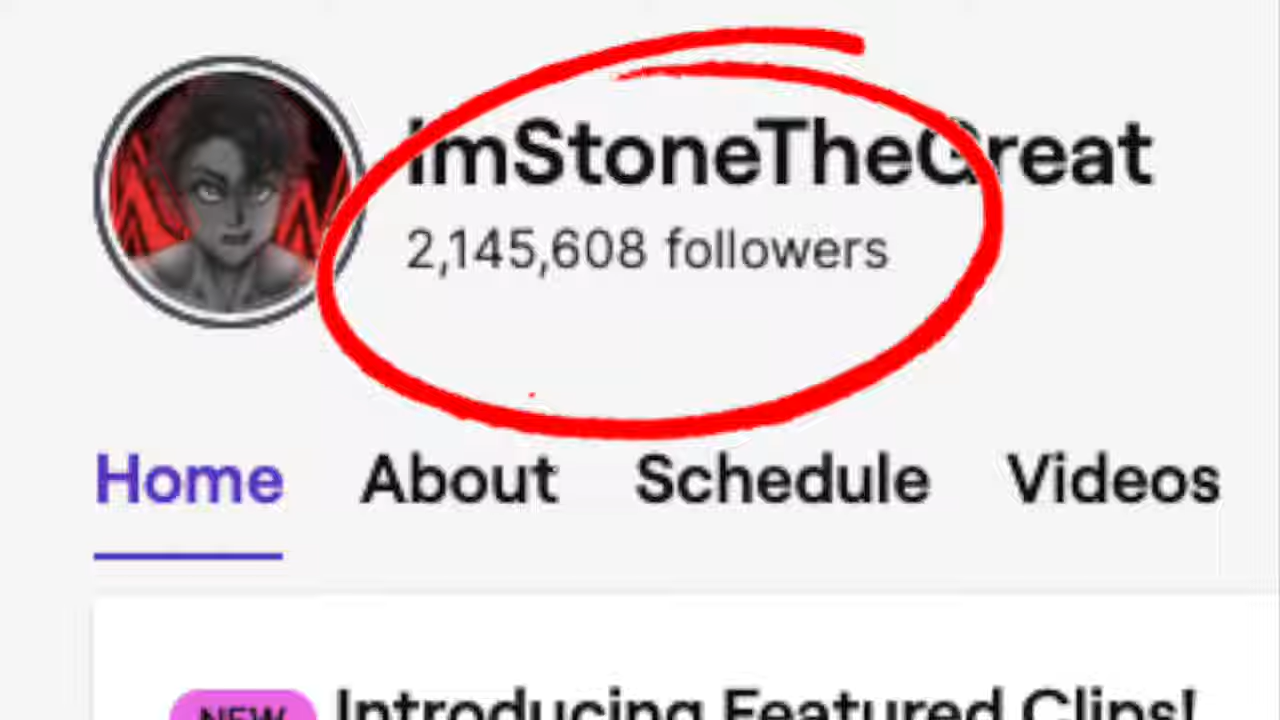 ImStoneTheGreat
2,145,608 followers
Home About Schedule Videos
NEW Introducing Featured Clips!